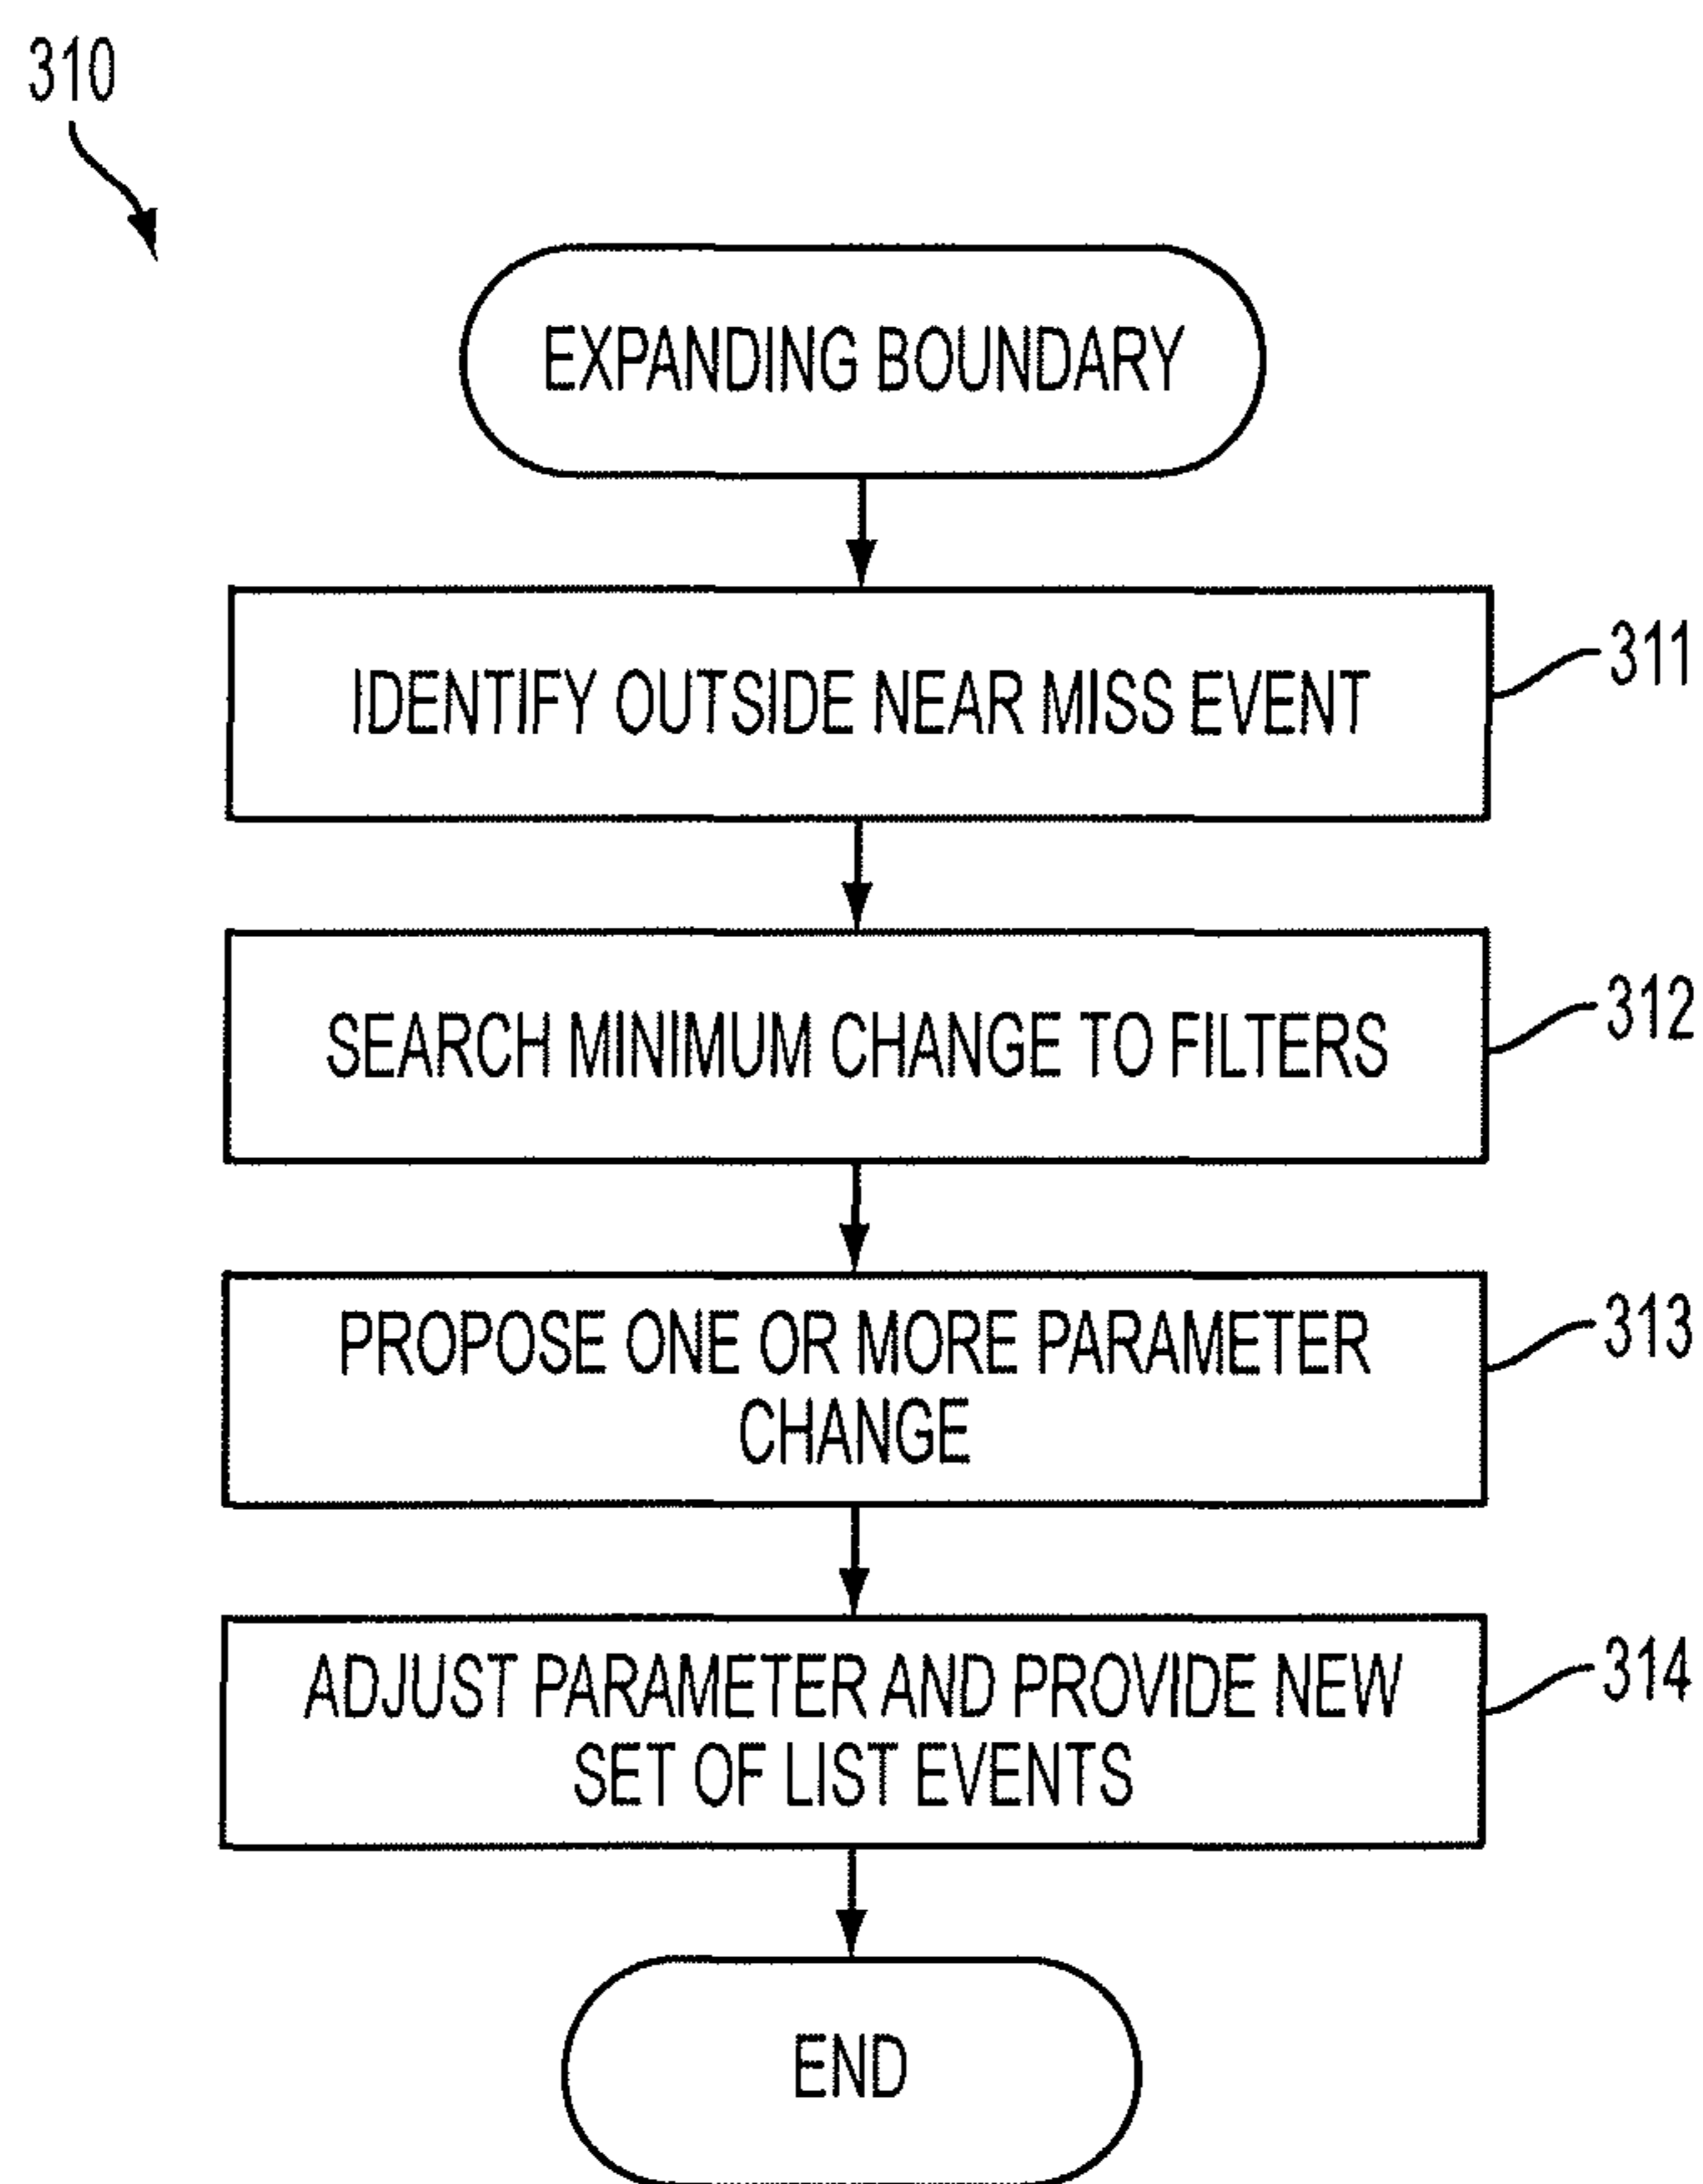 310
EXPANDING BOUNDARY
IDENTIFY OUTSIDE NEAR MISS EVENT
311
SEARCH MINIMUM CHANGE TO FILTERS
312
PROPOSE ONE OR MORE PARAMETER
CHANGE
313
ADJUST PARAMETER AND PROVIDE NEW
SET OF LIST EVENTS
314
END